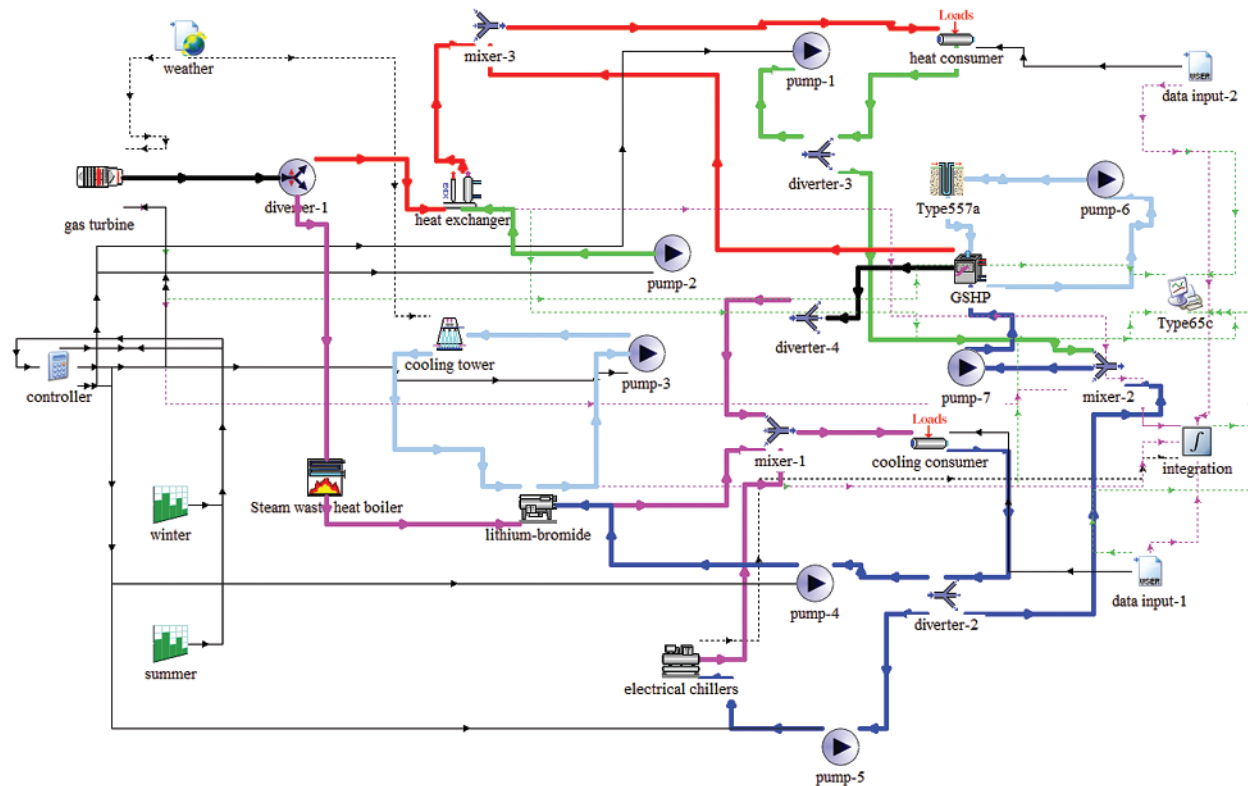 Loads
mixer-3
heat consumer
weather
pump-1
USER
data input-2
diverter-3
diverter-1
heat exchanger
Type557a
pump-6
gas turbine
pump-2
GSHP
Type65c
diverter-4
cooling tower
pump-3
controller
pump-7
mixer-2
Loads
mixer-1
cooling consumer
∫
integration
Steam waste heat boiler
lithium-bromide
winter
USER
pump-4
data input-1
diverter-2
summer
electrical chillers
pump-5